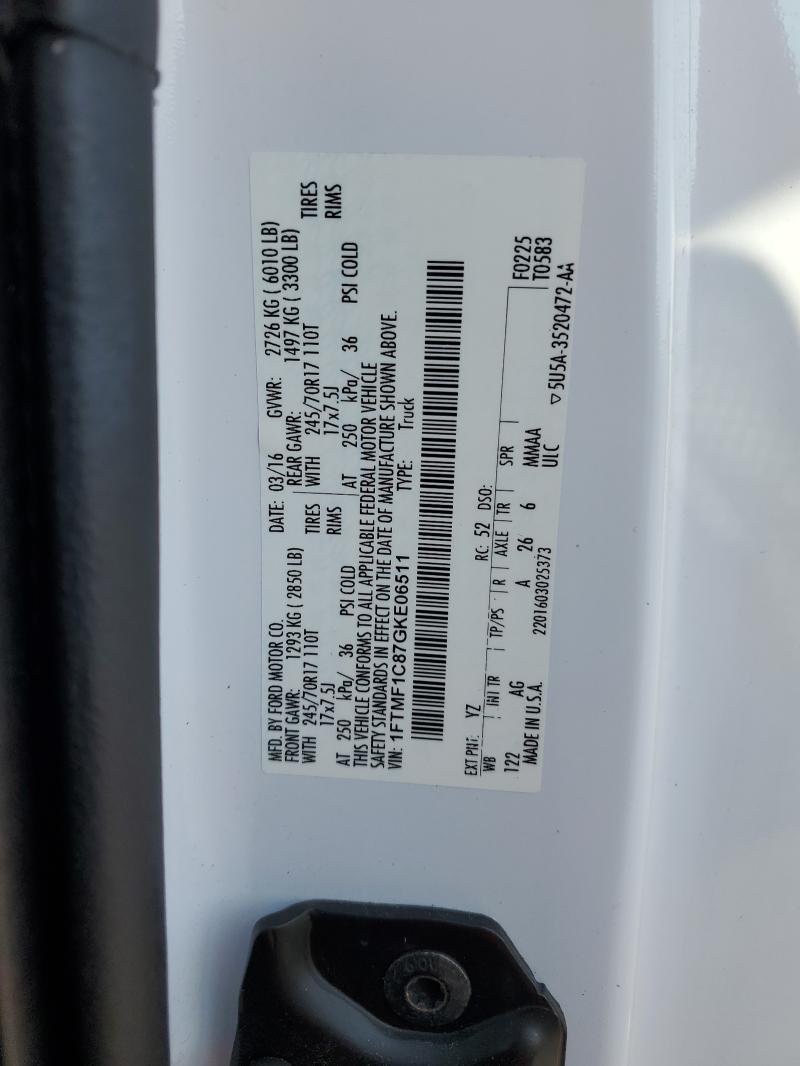 MFD. BY FORD MOTOR CO. DATE: 03/16 GVWR: 2726 KG ( 6010 LB)
FRONT GAWR: 1293 KG ( 2850 LB) REAR GAWR: 1497 KG ( 3300 LB)
WITH 245/70R17 110T TIRES WITH 245/70R17 110T TIRES
17x7.5J RIMS 17x7.5J RIMS
AT 250 kPa/ 36 PSI COLD AT 250 kPa/ 36 PSI COLD
THIS VEHICLE CONFORMS TO ALL APPLICABLE FEDERAL MOTOR VEHICLE
SAFETY STANDARDS IN EFFECT ON THE DATE OF MANUFACTURE SHOWN ABOVE.
VIN: 1FTMF1C87GKE06511 TYPE: Truck
EXT PNT: YZ RC: 52 DSO:
WB INT TR TP/PS R AXLE TR SPR F0225
122 AG A 26 6 MMAA T0583
MADE IN U.S.A. 2201603025373 ULC ▽ 5U5A-3520472-AA